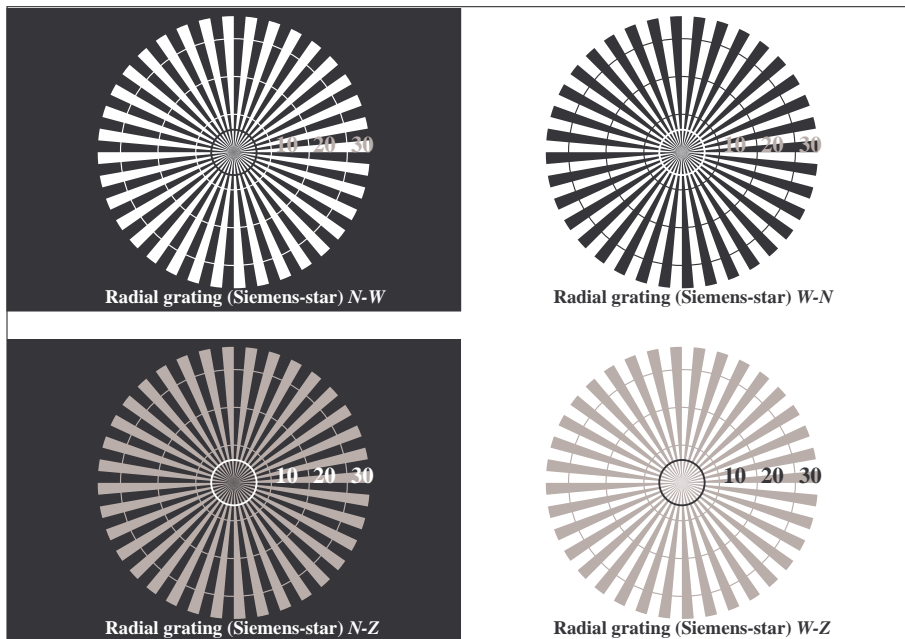 10 20 30
Radial grating (Siemens-star) N-W
10 20 30
Radial grating (Siemens-star) W-N
10 20 30
Radial grating (Siemens-star) N-Z
10 20 30
Radial grating (Siemens-star) W-Z